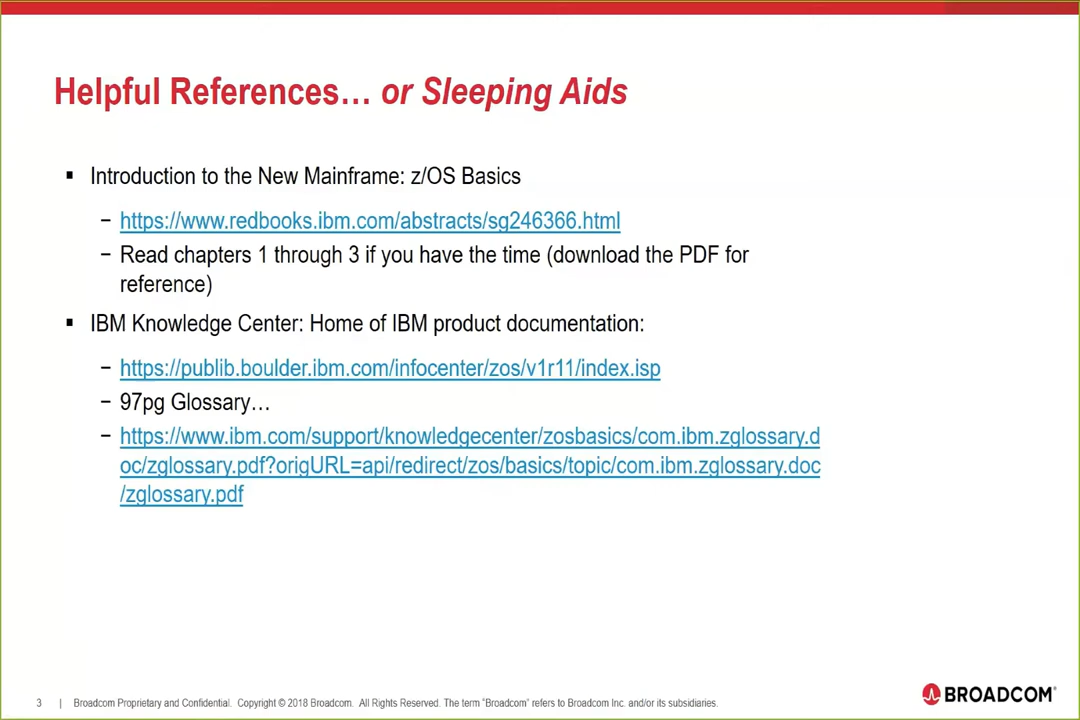 Helpful References… or Sleeping Aids
▪ Introduction to the New Mainframe: z/OS Basics
− https://www.redbooks.ibm.com/abstracts/sg246366.html
− Read chapters 1 through 3 if you have the time (download the PDF for
reference)
▪ IBM Knowledge Center: Home of IBM product documentation:
− https://publib.boulder.ibm.com/infocenter/zos/v1r11/index.isp
− 97pg Glossary…
− https://www.ibm.com/support/knowledgecenter/zosbasics/com.ibm.zglossary.d
oc/zglossary.pdf?origURL=api/redirect/zos/basics/topic/com.ibm.zglossary.doc
/zglossary.pdf
3 | Broadcom Proprietary and Confidential. Copyright © 2018 Broadcom. All Rights Reserved. The term "Broadcom" refers to Broadcom Inc. and/or its subsidiaries.
BROADCOM®